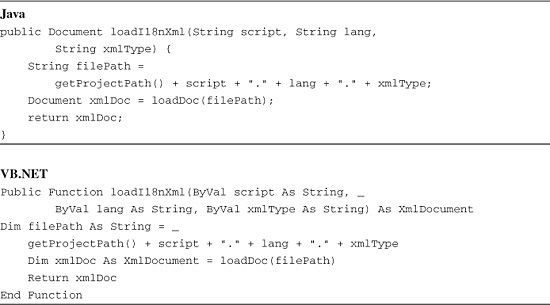 Java
public Document loadI18nXml(String script, String lang,
        String xmlType) {
    String filePath =
        getProjectPath() + script + "." + lang + "." + xmlType;
    Document xmlDoc = loadDoc(filePath);
    return xmlDoc;
}
VB.NET
Public Function loadI18nXml(ByVal script As String, _
        ByVal lang As String, ByVal xmlType As String) As XmlDocument
Dim filePath As String = _
    getProjectPath() + script + "." + lang + "." + xmlType
    Dim xmlDoc As XmlDocument = loadDoc(filePath)
    Return xmlDoc
End Function